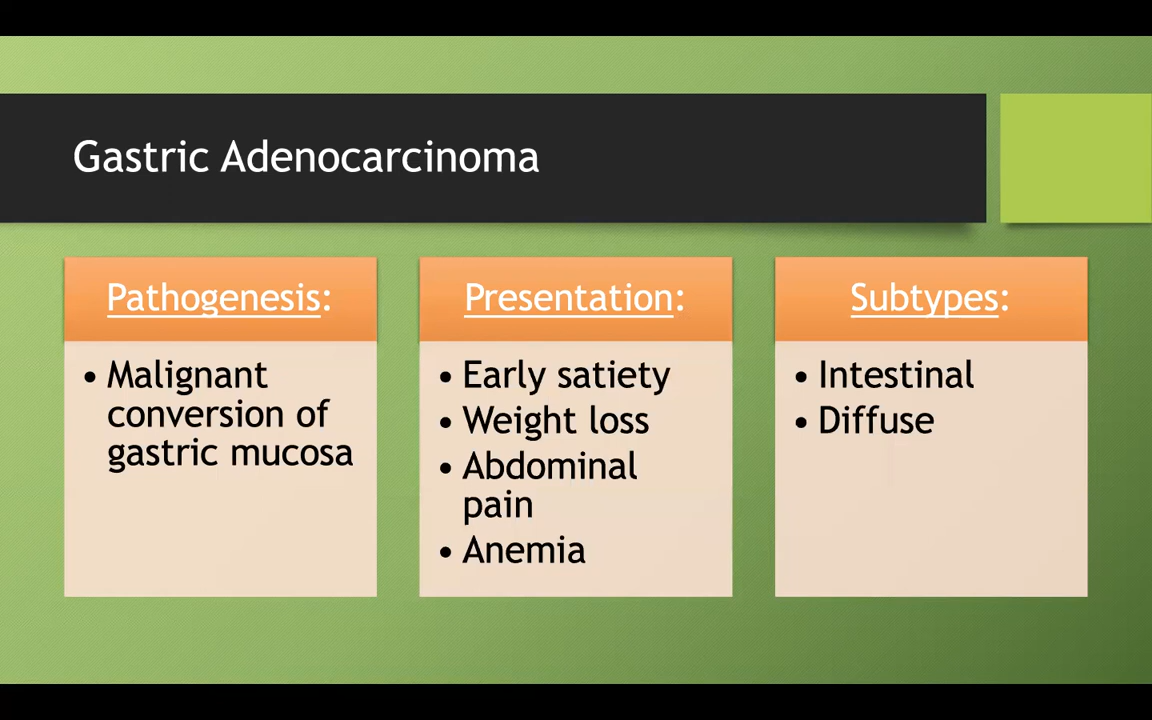 Gastric Adenocarcinoma
Pathogenesis:
• Malignant
conversion of
gastric mucosa
Presentation:
• Early satiety
• Weight loss
• Abdominal
pain
• Anemia
Subtypes:
• Intestinal
• Diffuse